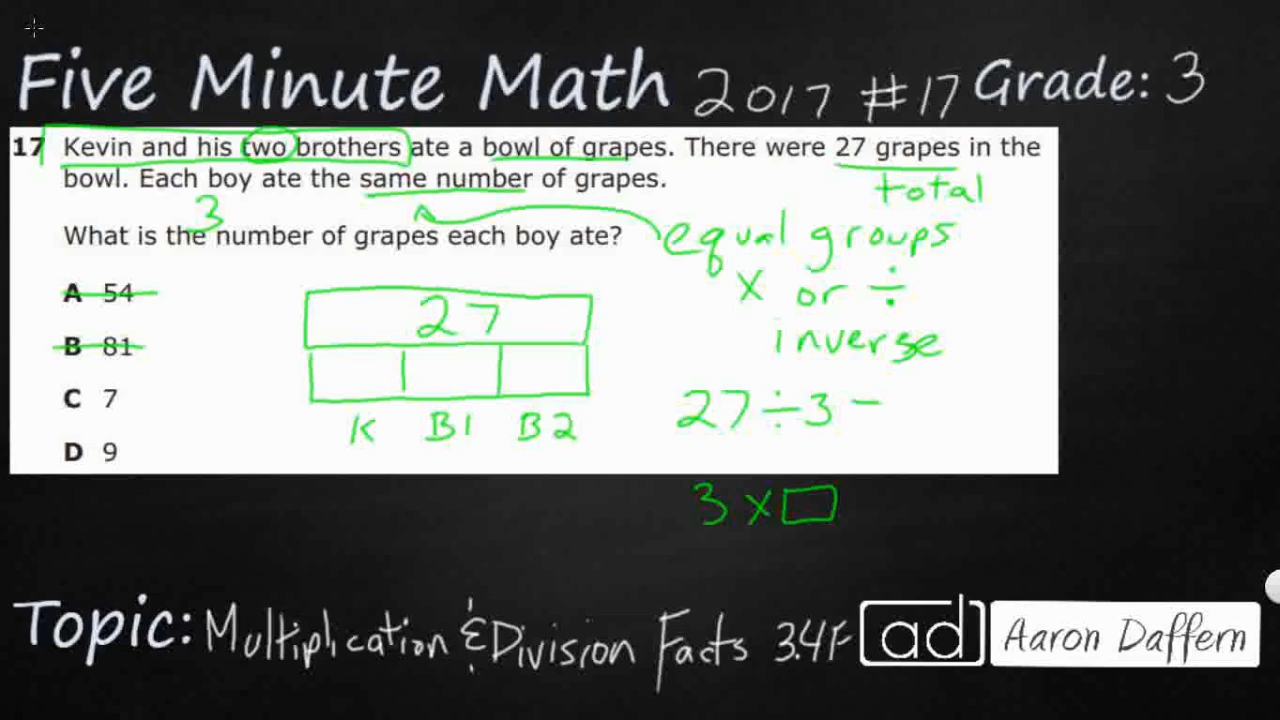 Five Minute Math 2017 #17 Grade: 3
17 Kevin and his two brothers ate a bowl of grapes. There were 27 grapes in the
bowl. Each boy ate the same number of grapes.
total
3
What is the number of grapes each boy ate?
equal groups
A 54
x or ÷
27
B 81
inverse
C 7
K B1 B2
27 ÷ 3 =
D 9
3 x □
Topic: Multiplication & Division Facts 3.4F
ad Aaron Daffern